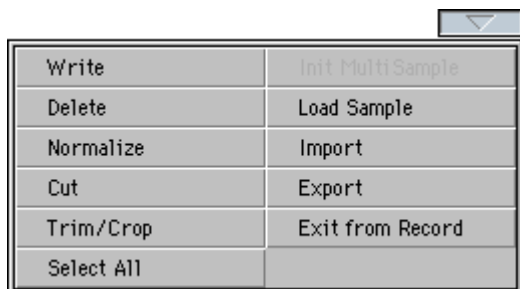 Write
Init MultiSample
Delete
Load Sample
Normalize
Import
Cut
Export
Trim/Crop
Exit from Record
Select All